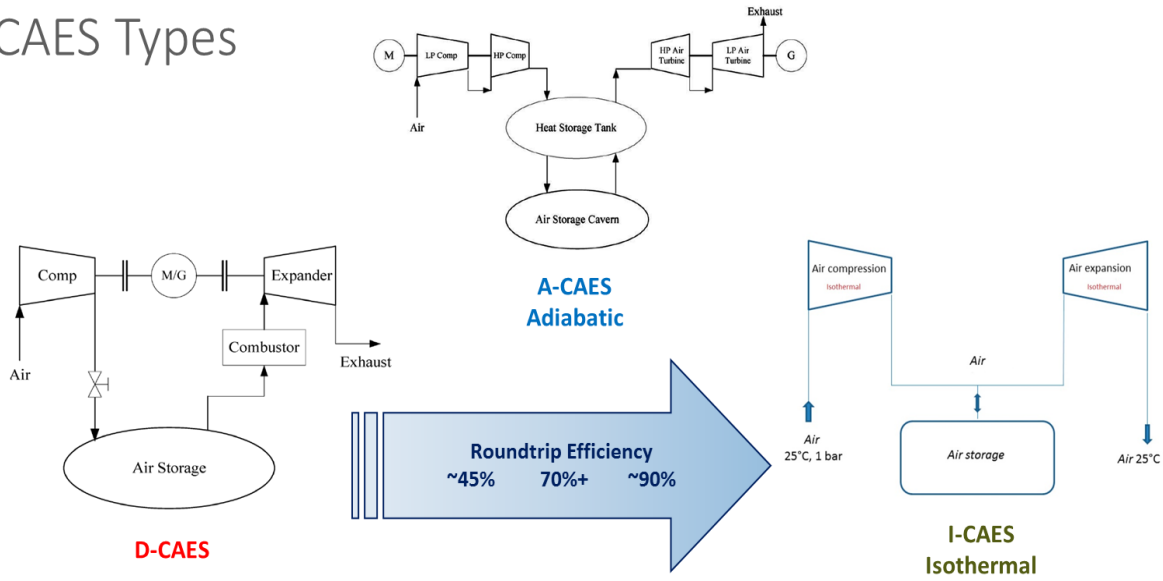 CAES Types
Exhaust
M
LP Comp
HP Comp
HP Air
Turbine
LP Air
Turbine
G
Air
Heat Storage Tank
Air Storage Cavern
A-CAES
Adiabatic
Comp
M/G
Expander
Combustor
Air
Exhaust
Air Storage
D-CAES
Roundtrip Efficiency
~45% 70%+ ~90%
Air compression
Isothermal
Air expansion
Isothermal
Air
Air
25°C, 1 bar
Air storage
Air 25°C
I-CAES
Isothermal